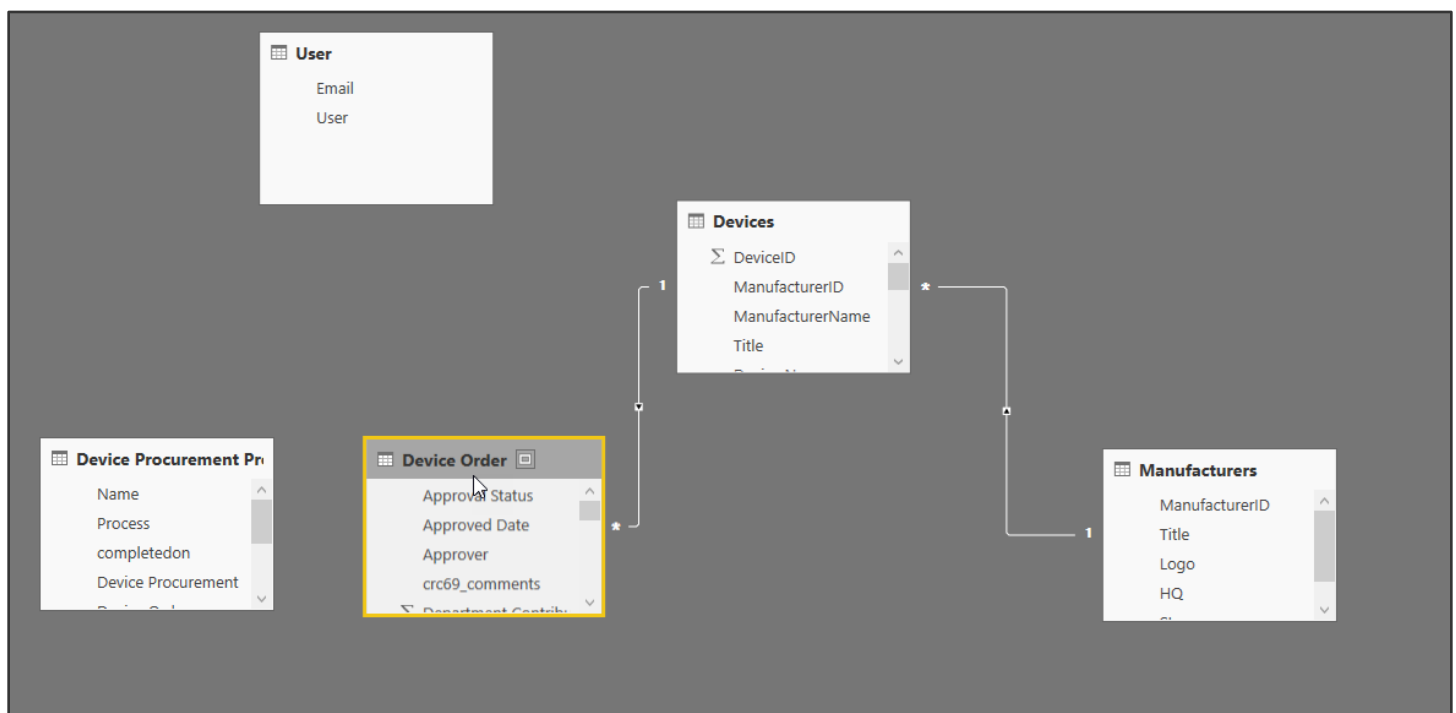 User
Email
User
Devices
∑ DeviceID
ManufacturerID
ManufacturerName
Title
1
*
Device Procurement Pr
Name
Process
completedon
Device Procurement
Device Order
Approval Status
Approved Date
Approver
crc69_comments
*
1
Manufacturers
ManufacturerID
Title
Logo
HQ